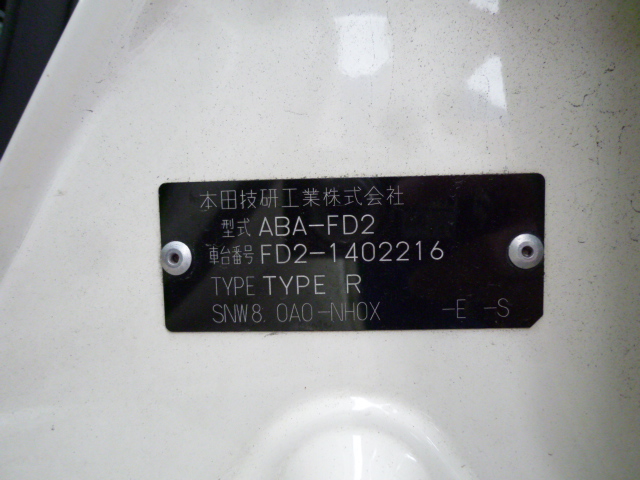 本田技研工業株式会社
型式 ABA-FD2
車台番号 FD2-1402216
TYPE TYPE R
SNW8.0A0-NH0X -E -S